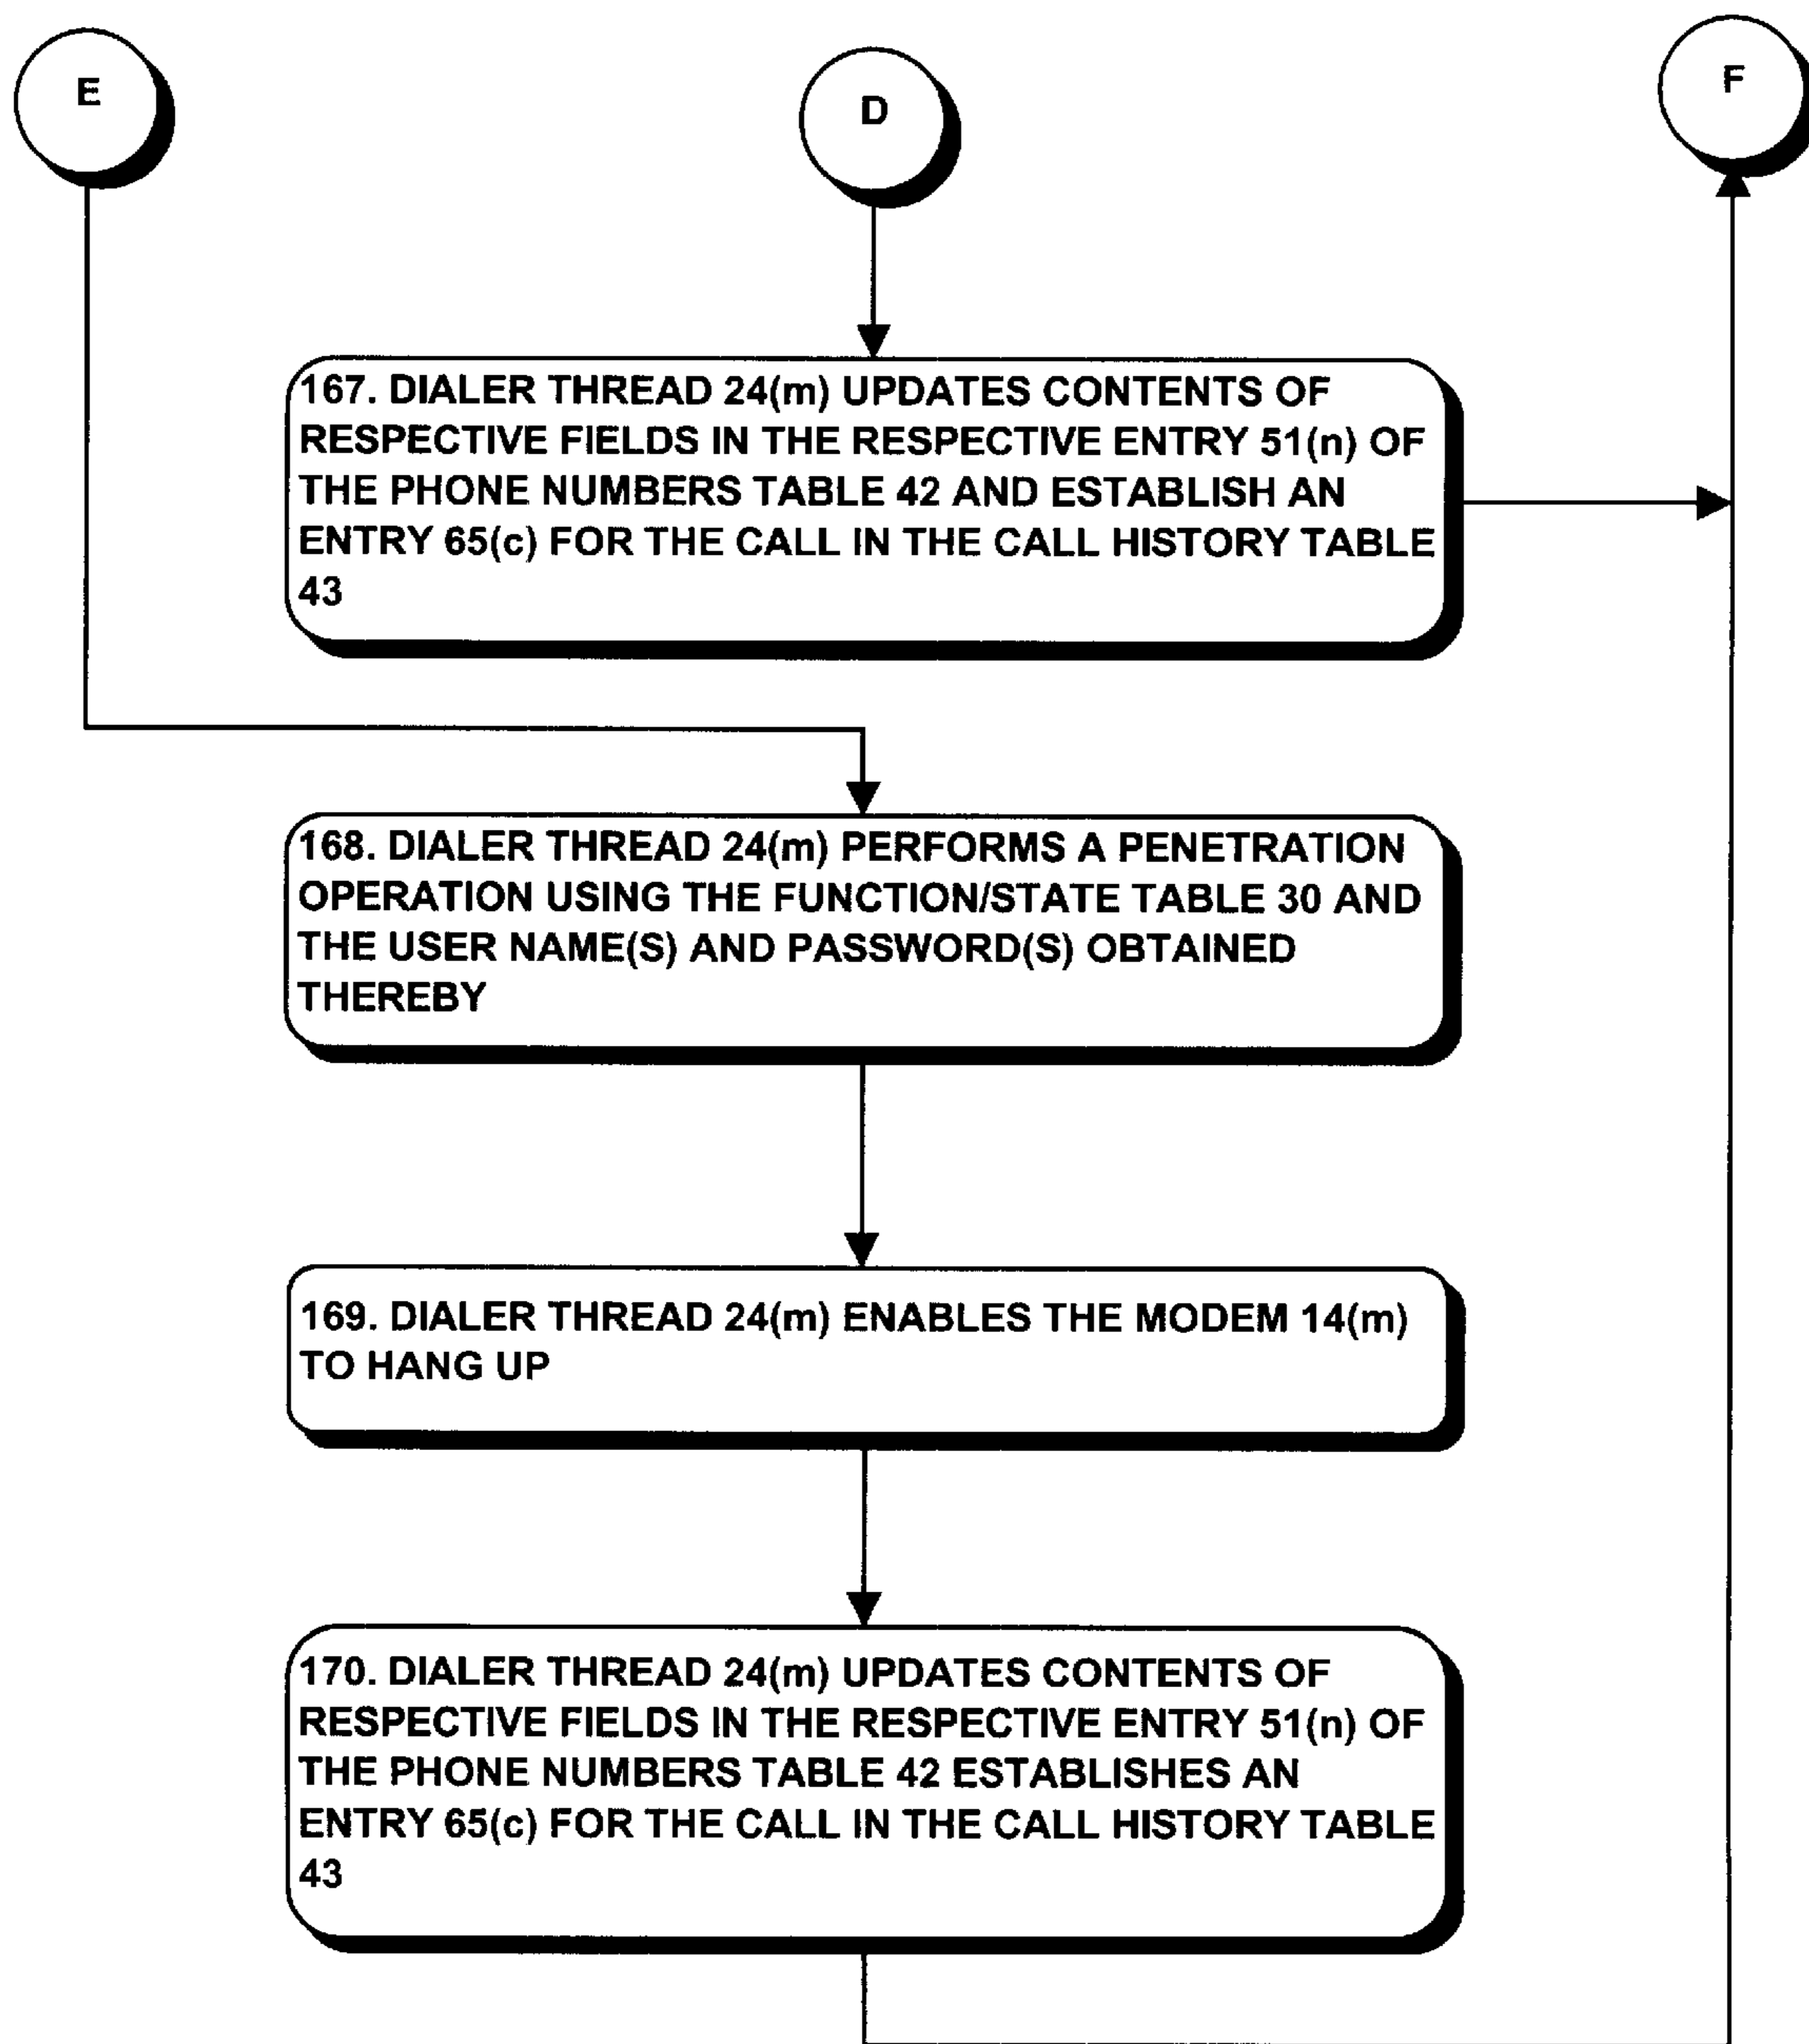 E
D
F
167. DIALER THREAD 24(m) UPDATES CONTENTS OF
RESPECTIVE FIELDS IN THE RESPECTIVE ENTRY 51(n) OF
THE PHONE NUMBERS TABLE 42 AND ESTABLISH AN
ENTRY 65(c) FOR THE CALL IN THE CALL HISTORY TABLE
43
168. DIALER THREAD 24(m) PERFORMS A PENETRATION
OPERATION USING THE FUNCTION/STATE TABLE 30 AND
THE USER NAME(S) AND PASSWORD(S) OBTAINED
THEREBY
169. DIALER THREAD 24(m) ENABLES THE MODEM 14(m)
TO HANG UP
170. DIALER THREAD 24(m) UPDATES CONTENTS OF
RESPECTIVE FIELDS IN THE RESPECTIVE ENTRY 51(n) OF
THE PHONE NUMBERS TABLE 42 ESTABLISHES AN
ENTRY 65(c) FOR THE CALL IN THE CALL HISTORY TABLE
43